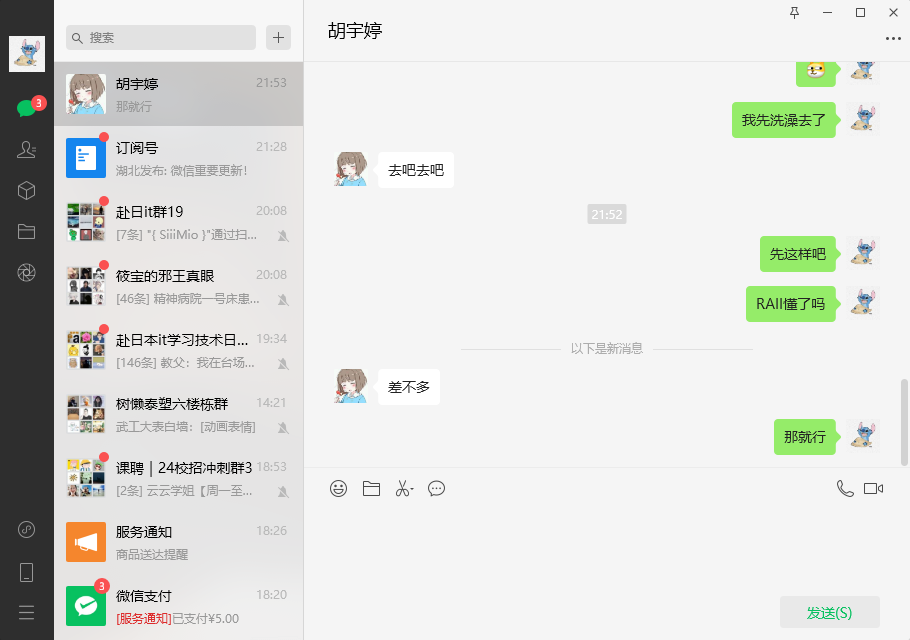 搜索
3
胡宇婷
21:53
那就行
订阅号
21:28
湖北发布: 微信重要更新!
赴日it群19
20:08
[7条] "{ SiiiMio }"通过扫...
筱宝的邪王真眼
20:08
[46条] 精神病院一号床患...
赴日本it学习技术日...
19:34
[146条] 教父：我在台场...
树懒泰塑六楼栋群
14:21
武工大表白墙：[动画表情]
课聘｜24校招冲刺群3
18:53
[2条] 云云学姐【周一至...
服务通知
18:26
商品送达提醒
3
微信支付
18:20
[服务通知]已支付¥5.00
胡宇婷
我先洗澡去了
去吧去吧
21:52
先这样吧
RAII懂了吗
以下是新消息
差不多
那就行
发送(S)